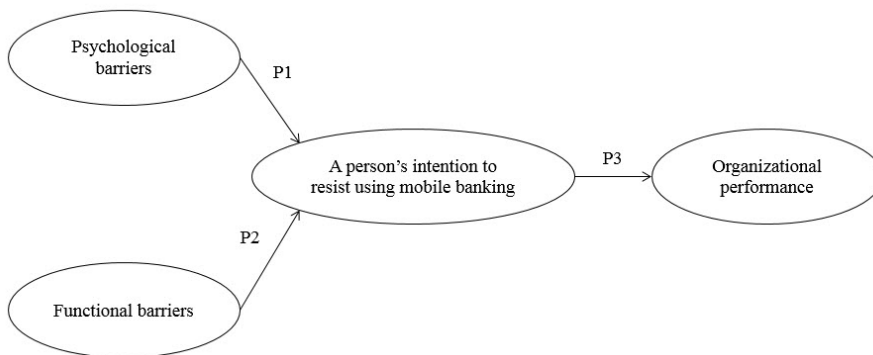 Psychological
barriers
P1
A person’s intention to
resist using mobile banking
P3
Organizational
performance
P2
Functional barriers